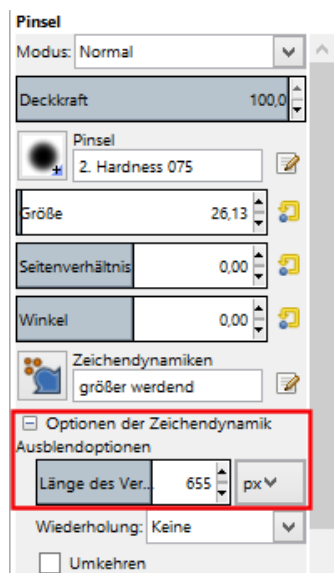 Pinsel
Modus: Normal
Deckkraft 100,0
Pinsel
2. Hardness 075
Größe 26,13
Seitenverhältnis 0,00
Winkel 0,00
Zeichendynamiken
größer werdend
Optionen der Zeichendynamik
Ausblendoptionen
Länge des Ver... 655 px
Wiederholung: Keine
Umkehren